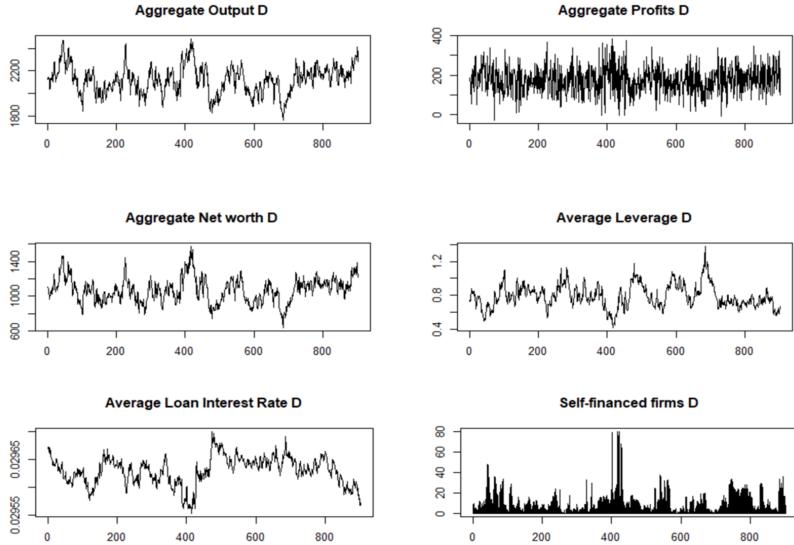 Aggregate Output D
1800 2200
0 200 400 600 800
Aggregate Profits D
0 100 200 300 400
0 200 400 600 800
Aggregate Net worth D
600 1000 1400
0 200 400 600 800
Average Leverage D
0.4 0.8 1.2
0 200 400 600 800
Average Loan Interest Rate D
0.02955 0.02965
0 200 400 600 800
Self-financed firms D
0 20 40 60 80
0 200 400 600 800